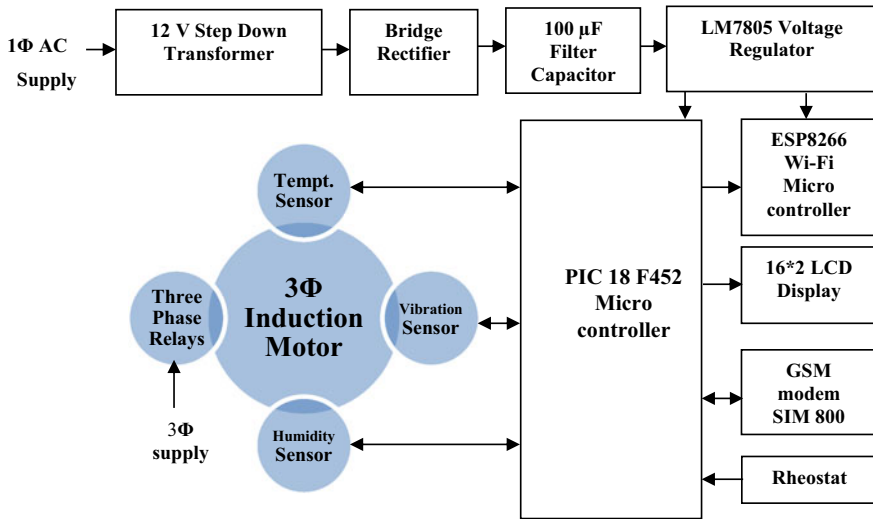 1Φ AC
Supply
12 V Step Down
Transformer
Bridge
Rectifier
100 µF
Filter
Capacitor
LM7805 Voltage
Regulator
Tempt.
Sensor
Three
Phase
Relays
3Φ
Induction
Motor
Vibration
Sensor
Humidity
Sensor
3Φ
supply
PIC 18 F452
Micro
controller
ESP8266
Wi-Fi
Micro
controller
16*2 LCD
Display
GSM
modem
SIM 800
Rheostat